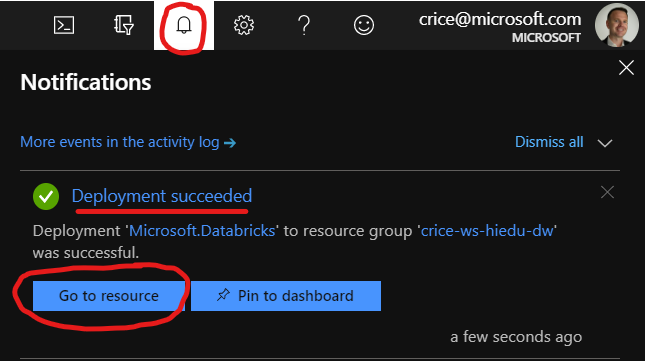 crice@microsoft.com
MICROSOFT
Notifications
More events in the activity log →
Dismiss all
Deployment succeeded
Deployment 'Microsoft.Databricks' to resource group 'crice-ws-hiedu-dw'
was successful.
Go to resource
Pin to dashboard
a few seconds ago